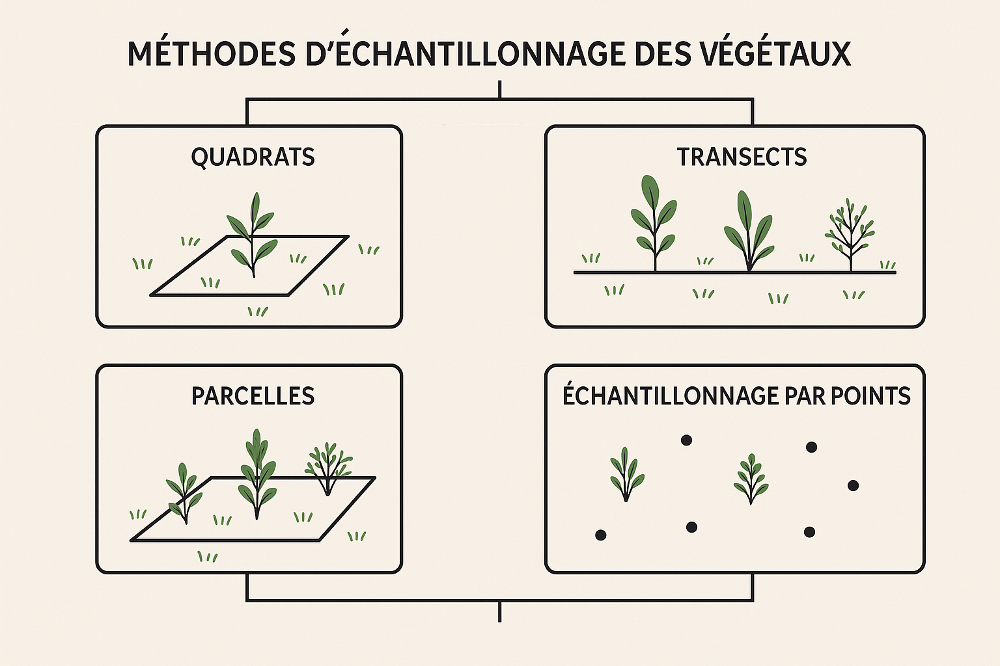 MÉTHODES D'ÉCHANTILLONNAGE DES VÉGÉTAUX
QUADRATS
TRANSECTS
PARCELLES
ÉCHANTILLONNAGE PAR POINTS